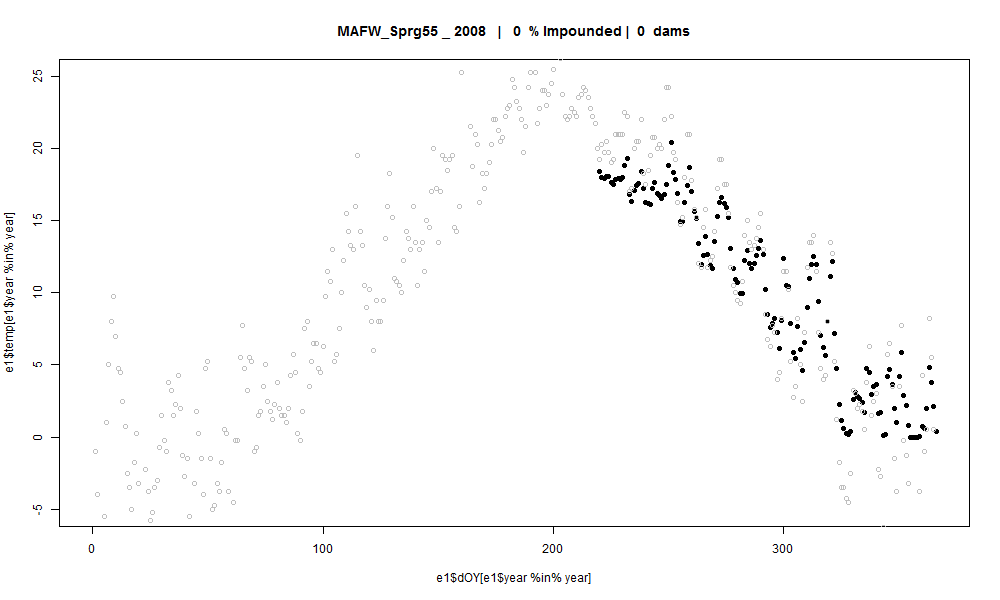 MAFW_Sprg55 _ 2008 | 0 % Impounded | 0 dams
e1$temp[e1$year %in% year]
25
20
15
10
5
0
-5
0 100 200 300
e1$dOY[e1$year %in% year]